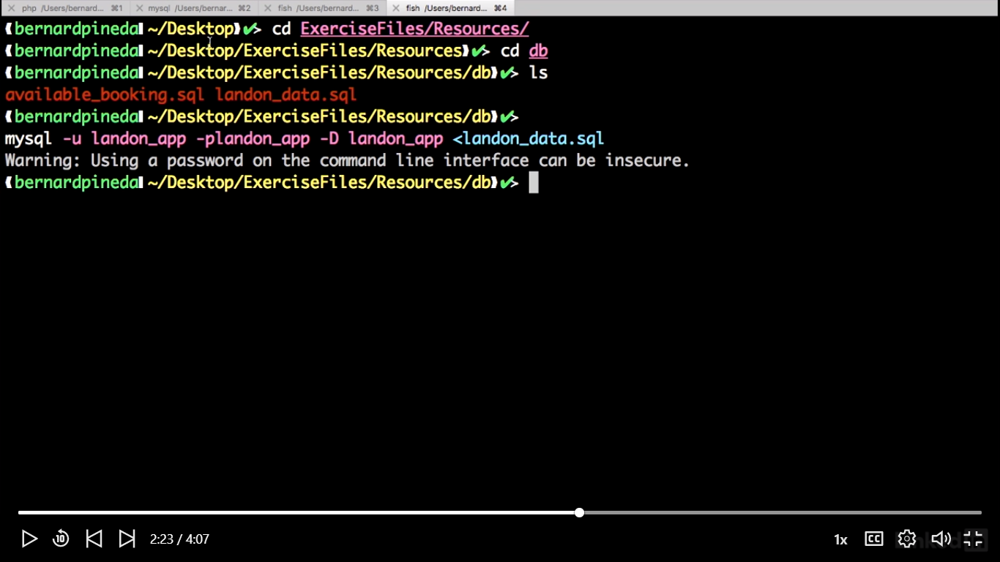 php /Users/bernard... ⌘1
mysql /Users/bernar... ⌘2
fish /Users/bernard... ⌘3
fish /Users/bernard... ⌘4
bernardpineda ~/Desktop cd ExerciseFiles/Resources/
bernardpineda ~/Desktop/ExerciseFiles/Resources cd db
bernardpineda ~/Desktop/ExerciseFiles/Resources/db ls
available_booking.sql landon_data.sql
bernardpineda ~/Desktop/ExerciseFiles/Resources/db
mysql -u landon_app -plandon_app -D landon_app <landon_data.sql
Warning: Using a password on the command line interface can be insecure.
bernardpineda ~/Desktop/ExerciseFiles/Resources/db
10 2:23 / 4:07 1x CC